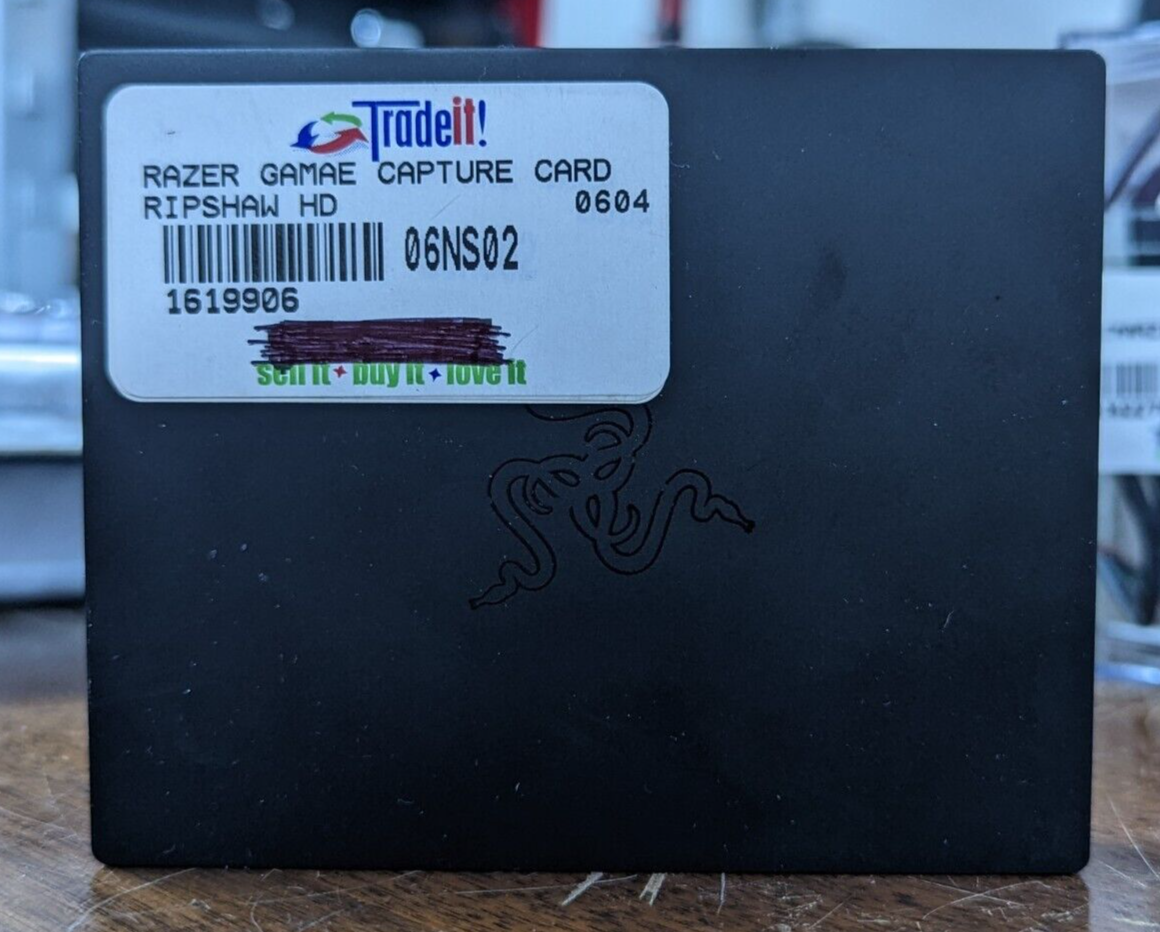 Tradeit!
RAZER GAMAE CAPTURE CARD
RIPSHAW HD 0604
06NS02
1619906
sell it buy it love it